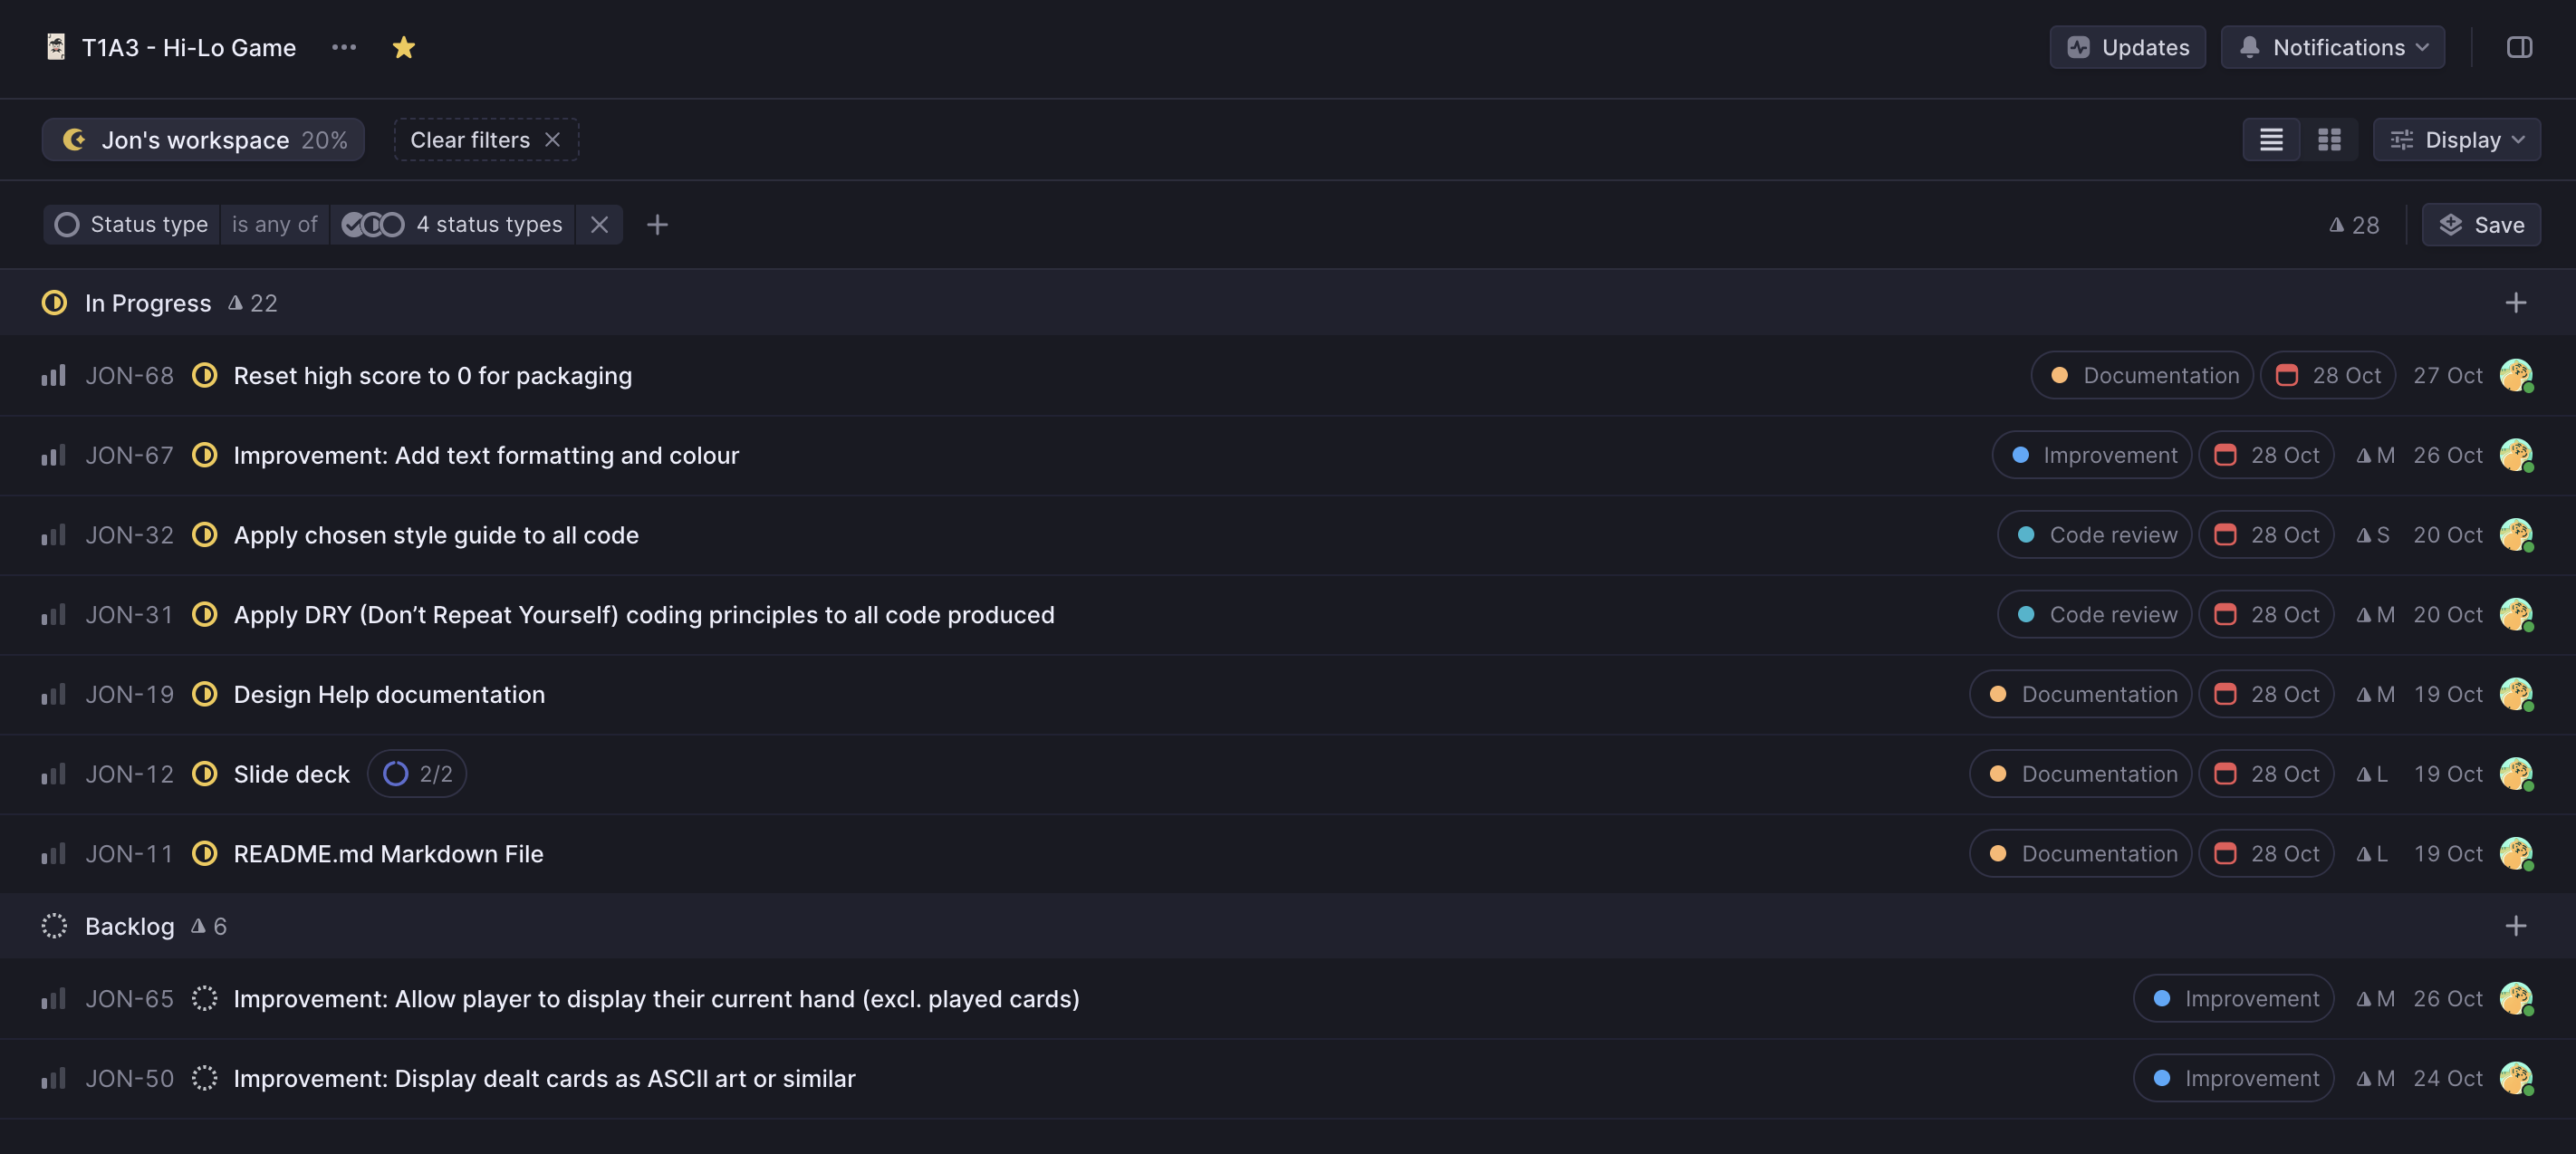 T1A3 - Hi-Lo Game Updates Notifications
Jon's workspace 20% Clear filters Display
Status type is any of 4 status types 28 Save
In Progress 22
JON-68 Reset high score to 0 for packaging Documentation 28 Oct 27 Oct
JON-67 Improvement: Add text formatting and colour Improvement 28 Oct M 26 Oct
JON-32 Apply chosen style guide to all code Code review 28 Oct S 20 Oct
JON-31 Apply DRY (Don’t Repeat Yourself) coding principles to all code produced Code review 28 Oct M 20 Oct
JON-19 Design Help documentation Documentation 28 Oct M 19 Oct
JON-12 Slide deck 2/2 Documentation 28 Oct L 19 Oct
JON-11 README.md Markdown File Documentation 28 Oct L 19 Oct
Backlog 6
JON-65 Improvement: Allow player to display their current hand (excl. played cards) Improvement M 26 Oct
JON-50 Improvement: Display dealt cards as ASCII art or similar Improvement M 24 Oct